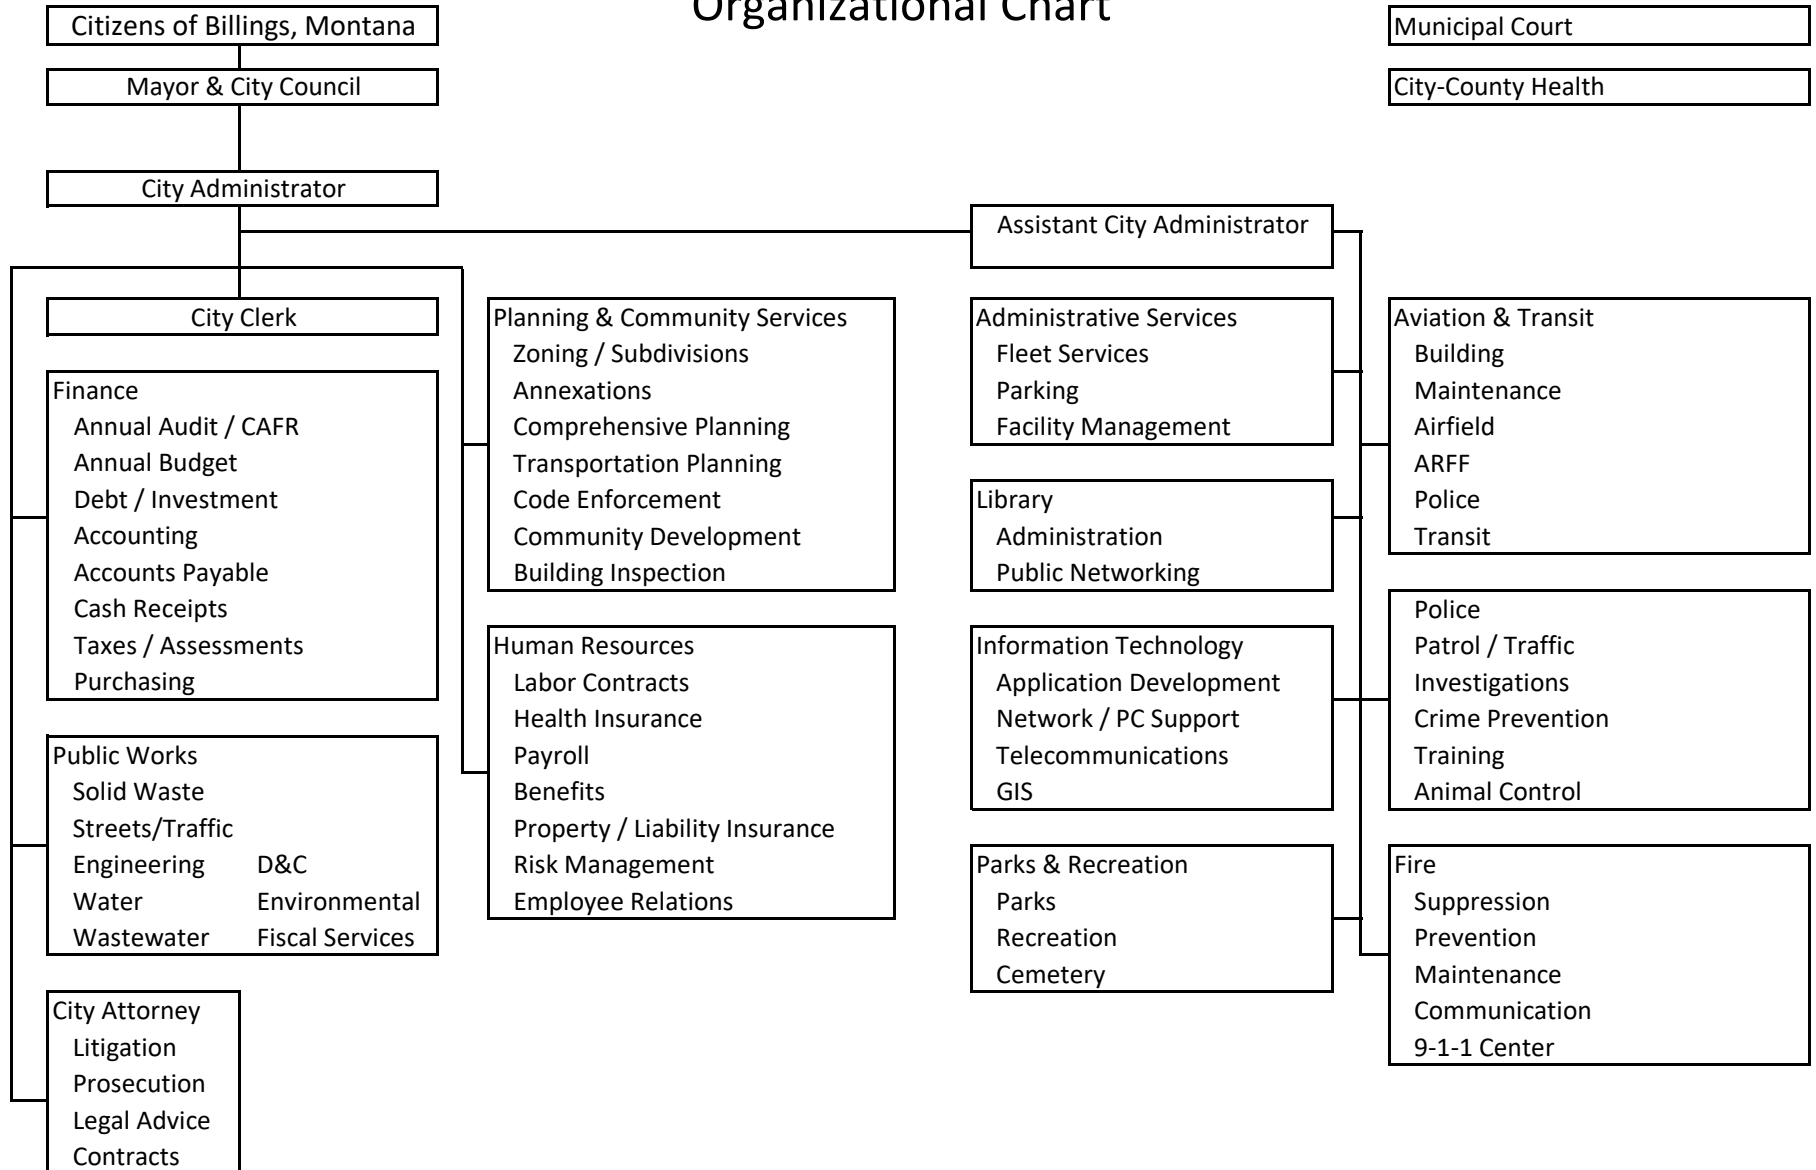 Organizational Chart
Citizens of Billings, Montana
Mayor & City Council
City Administrator
Municipal Court
City-County Health
Assistant City Administrator
City Clerk
Finance
Annual Audit / CAFR
Annual Budget
Debt / Investment
Accounting
Accounts Payable
Cash Receipts
Taxes / Assessments
Purchasing
Public Works
Solid Waste
Streets/Traffic
Engineering D&C
Water Environmental
Wastewater Fiscal Services
City Attorney
Litigation
Prosecution
Legal Advice
Contracts
Planning & Community Services
Zoning / Subdivisions
Annexations
Comprehensive Planning
Transportation Planning
Code Enforcement
Community Development
Building Inspection
Human Resources
Labor Contracts
Health Insurance
Payroll
Benefits
Property / Liability Insurance
Risk Management
Employee Relations
Administrative Services
Fleet Services
Parking
Facility Management
Library
Administration
Public Networking
Information Technology
Application Development
Network / PC Support
Telecommunications
GIS
Parks & Recreation
Parks
Recreation
Cemetery
Aviation & Transit
Building
Maintenance
Airfield
ARFF
Police
Transit
Police
Patrol / Traffic
Investigations
Crime Prevention
Training
Animal Control
Fire
Suppression
Prevention
Maintenance
Communication
9-1-1 Center